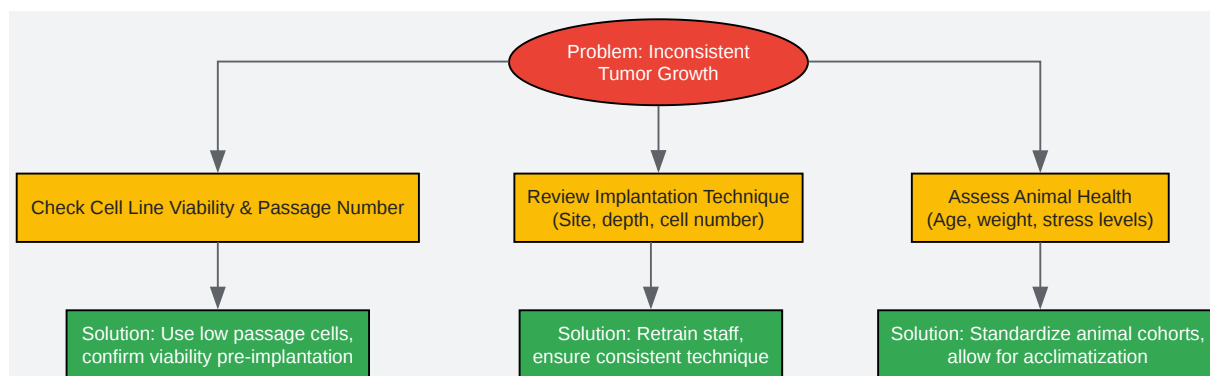 Problem: Inconsistent
Tumor Growth
Check Cell Line Viability & Passage Number
Review Implantation Technique
(Site, depth, cell number)
Assess Animal Health
(Age, weight, stress levels)
Solution: Use low passage cells,
confirm viability pre-implantation
Solution: Retrain staff,
ensure consistent technique
Solution: Standardize animal cohorts,
allow for acclimatization